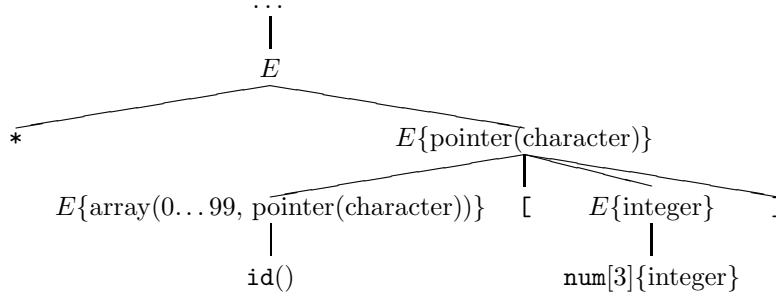 ...
E
* E{pointer(character)}
E{array(0...99, pointer(character))} [ E{integer} ]
id() num[3]{integer}